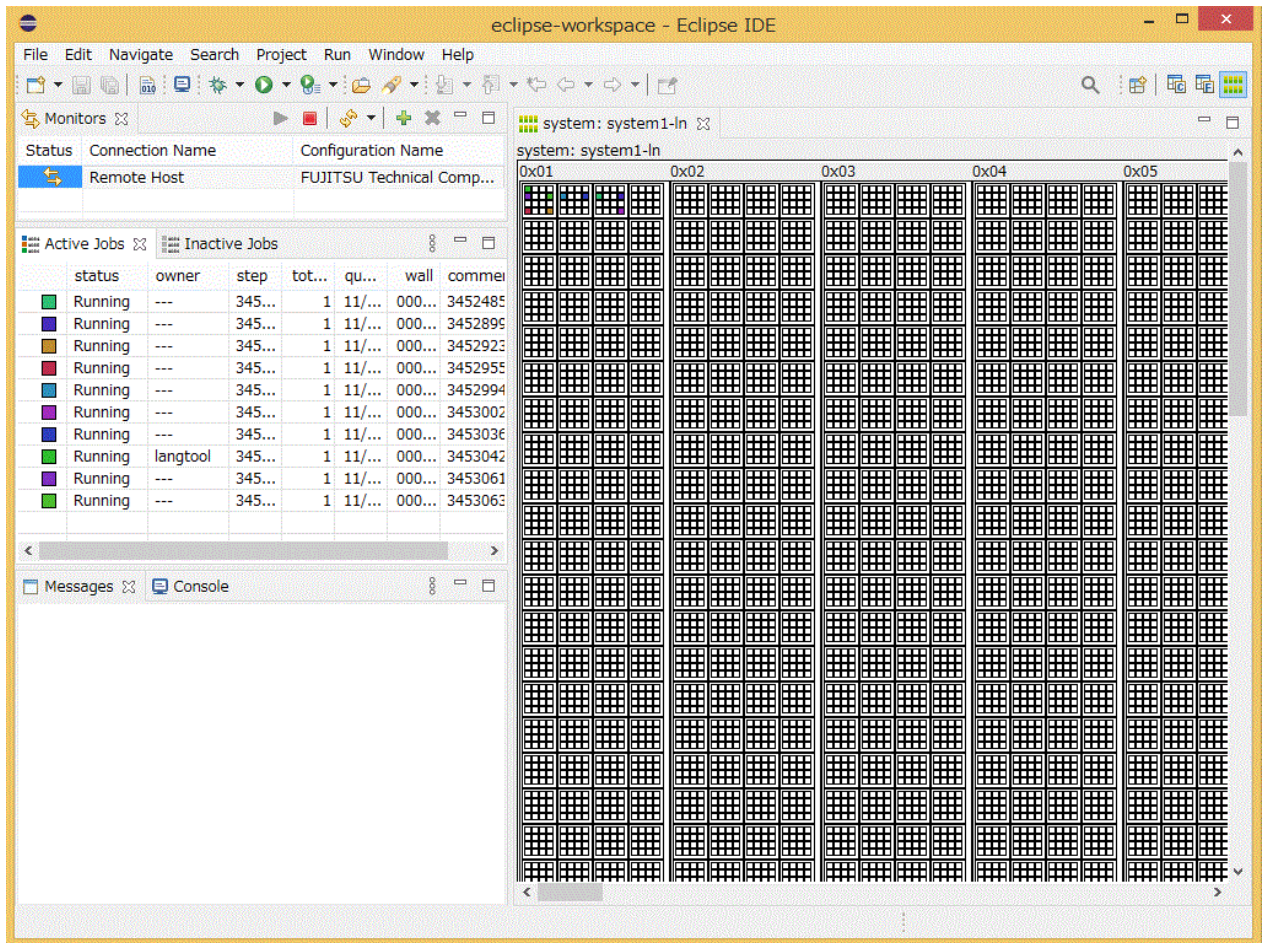 eclipse-workspace - Eclipse IDE
File Edit Navigate Search Project Run Window Help
010
C
F
Monitors
Status Connection Name Configuration Name
Remote Host FUJITSU Technical Comp...
Active Jobs Inactive Jobs
status owner step tot... qu... wall
Running --- 345... 1 11/... 000... 3452485
Running --- 345... 1 11/... 000... 3452899
Running --- 345... 1 11/... 000... 3452923
Running --- 345... 1 11/... 000... 3452955
Running --- 345... 1 11/... 000... 3452994
Running --- 345... 1 11/... 000... 3453002
Running --- 345... 1 11/... 000... 3453036
Running langtool 345... 1 11/... 000... 3453042
Running --- 345... 1 11/... 000... 3453061
Running --- 345... 1 11/... 000... 3453063
Messages Console
system: system1-ln
system: system1-ln
0x01 0x02 0x03 0x04 0x05